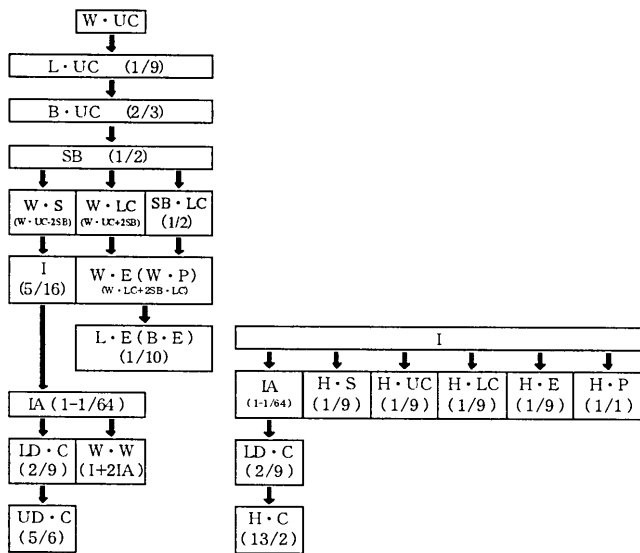 W・UC
L・UC (1/9)
B・UC (2/3)
SB (1/2)
W・S
(W・UC-2SB)
W・LC
(W・UC+2SB)
SB・LC
(1/2)
I
(5/16)
W・E(W・P)
(W・LC+2SB・LC)
L・E(B・E)
(1/10)
IA (1-1/64)
LD・C
(2/9)
W・W
(I+2IA)
UD・C
(5/6)
I
IA
(1-1/64)
H・S
(1/9)
H・UC
(1/9)
H・LC
(1/9)
H・E
(1/9)
H・P
(1/1)
LD・C
(2/9)
H・C
(13/2)